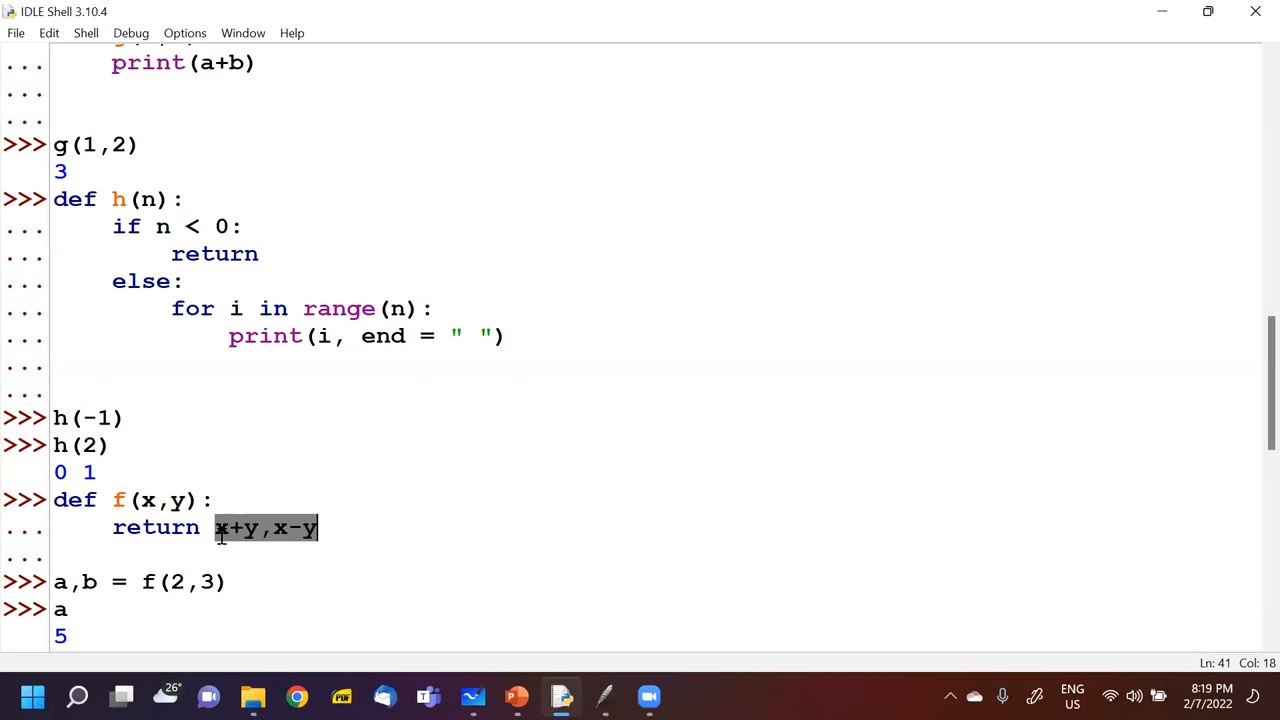 IDLE Shell 3.10.4
File Edit Shell Debug Options Window Help
... print(a+b)
...
...
>>> g(1,2)
3
>>> def h(n):
... if n < 0:
... return
... else:
... for i in range(n):
... print(i, end = " ")
...
...
>>> h(-1)
>>> h(2)
0 1
>>> def f(x,y):
... return x+y,x-y
...
>>> a,b = f(2,3)
>>> a
5
Ln: 41 Col: 18
26°
PDF
ENG
US
8:19 PM
2/7/2022